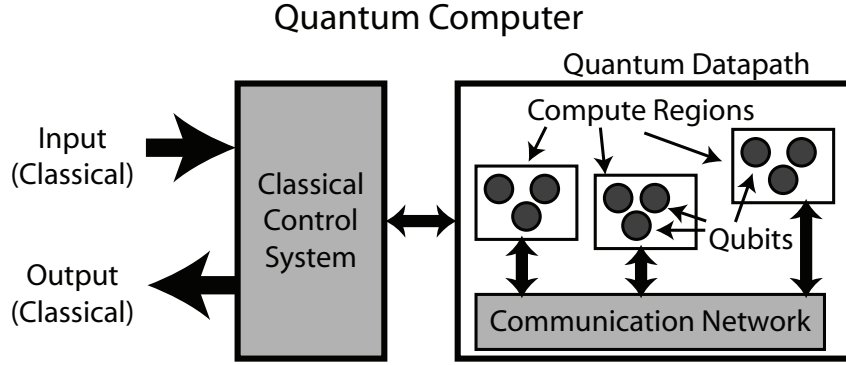 Quantum Computer
Input
(Classical)
Output
(Classical)
Classical
Control
System
Quantum Datapath
Compute Regions
Qubits
Communication Network